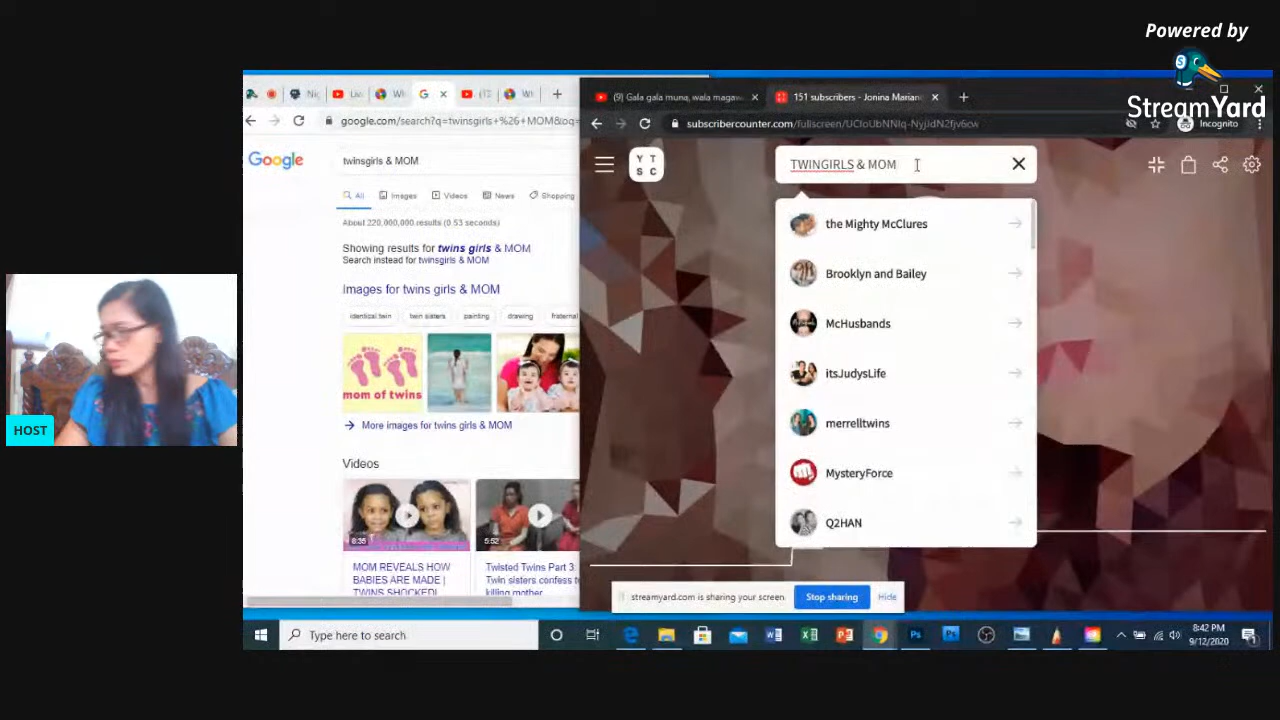 Powered by
StreamYard
HOST
google.com/search?q=twinsgirls+%26+MOM&oq=
Google
twinsgirls & MOM
All
Images
Videos
News
Shopping
About 220,000,000 results (0.53 seconds)
Showing results for twins girls & MOM
Search instead for twinsgirls & MOM
Images for twins girls & MOM
identical twin
twin sisters
painting
drawing
fraternal
mom of twins
More images for twins girls & MOM
Videos
8:35
5:52
MOM REVEALS HOW
BABIES ARE MADE |
TWINS SHOCKED!
Twisted Twins Part 3:
Twin sisters confess t
killing mother
(9) Gala gala muna, wala magaw
151 subscribers - Jonina Marian
subscribercounter.com/fullscreen/
Incognito
Y T
S C
TWINGIRLS & MOM
the Mighty McClures
Brooklyn and Bailey
McHusbands
itsJudysLife
merrelltwins
MysteryForce
Q2HAN
streamyard.com is sharing your screen.
Stop sharing
Hide
Type here to search
8:42 PM
9/12/2020